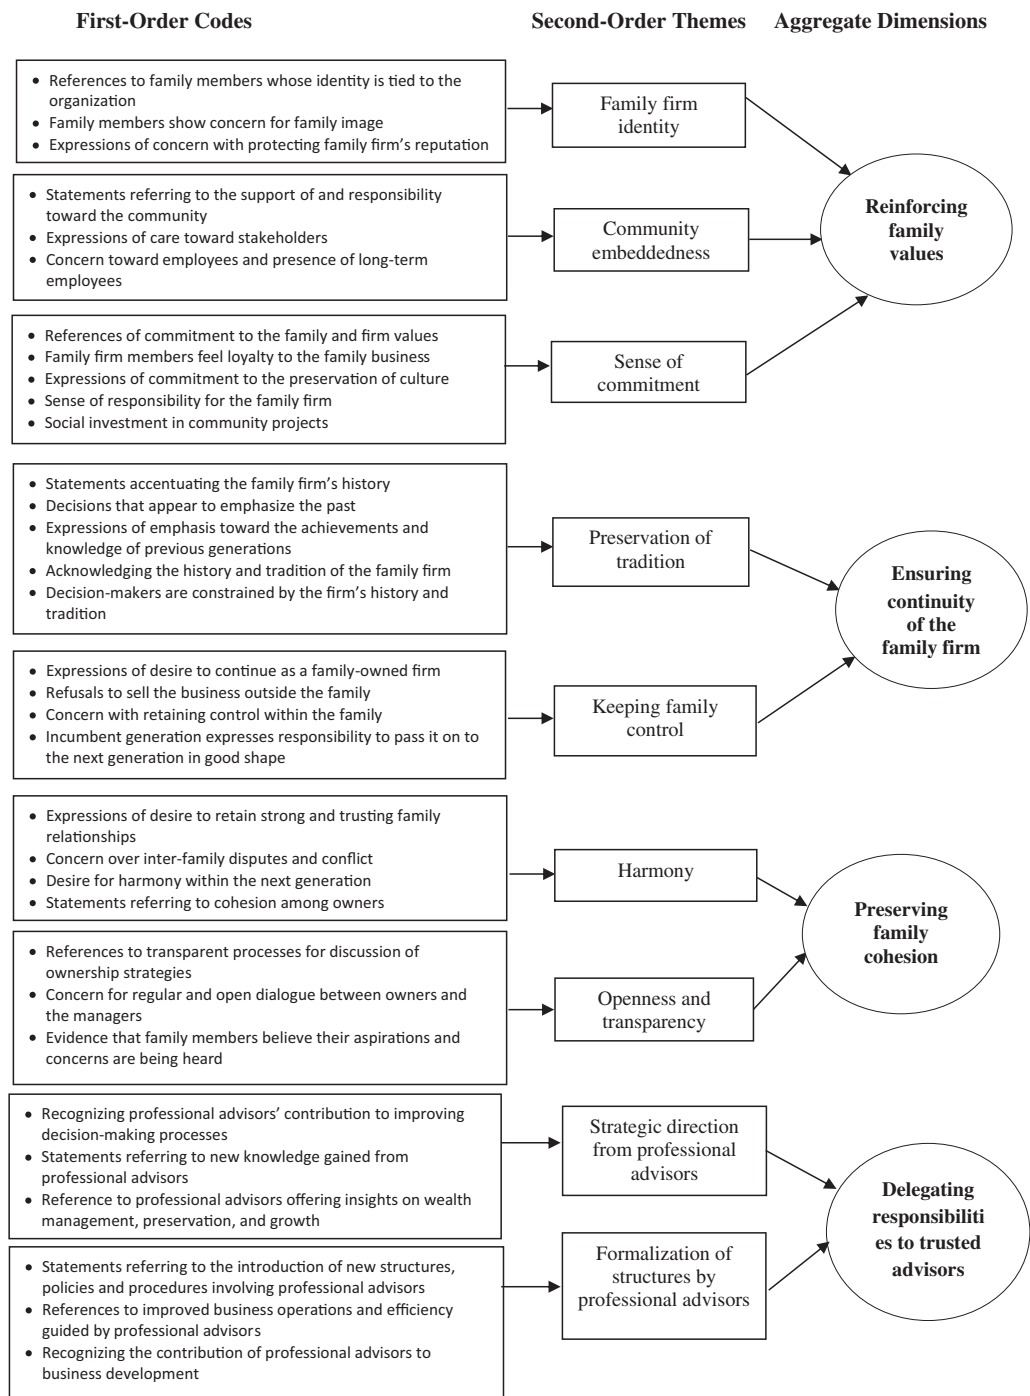 First-Order Codes
Second-Order Themes
Aggregate Dimensions
• References to family members whose identity is tied to the
organization
• Family members show concern for family image
• Expressions of concern with protecting family firm's reputation
Family firm
identity
• Statements referring to the support of and responsibility
toward the community
• Expressions of care toward stakeholders
• Concern toward employees and presence of long-term
employees
Community
embeddedness
Reinforcing
family
values
• References of commitment to the family and firm values
• Family firm members feel loyalty to the family business
• Expressions of commitment to the preservation of culture
• Sense of responsibility for the family firm
• Social investment in community projects
Sense of
commitment
• Statements accentuating the family firm's history
• Decisions that appear to emphasize the past
• Expressions of emphasis toward the achievements and
knowledge of previous generations
• Acknowledging the history and tradition of the family firm
• Decision-makers are constrained by the firm's history and
tradition
Preservation of
tradition
Ensuring
continuity
of the
family firm
• Expressions of desire to continue as a family-owned firm
• Refusals to sell the business outside the family
• Concern with retaining control within the family
• Incumbent generation expresses responsibility to pass it on to
the next generation in good shape
Keeping family
control
• Expressions of desire to retain strong and trusting family
relationships
• Concern over inter-family disputes and conflict
• Desire for harmony within the next generation
• Statements referring to cohesion among owners
Harmony
Preserving
family
cohesion
• References to transparent processes for discussion of
ownership strategies
• Concern for regular and open dialogue between owners and
the managers
• Evidence that family members believe their aspirations and
concerns are being heard
Openness and
transparency
• Recognizing professional advisors' contribution to improving
decision-making processes
• Statements referring to new knowledge gained from
professional advisors
• Reference to professional advisors offering insights on wealth
management, preservation, and growth
Strategic direction
from professional
advisors
Delegating
responsibiliti
es to trusted
advisors
• Statements referring to the introduction of new structures,
policies and procedures involving professional advisors
• References to improved business operations and efficiency
guided by professional advisors
• Recognizing the contribution of professional advisors to
business development
Formalization of
structures by
professional advisors